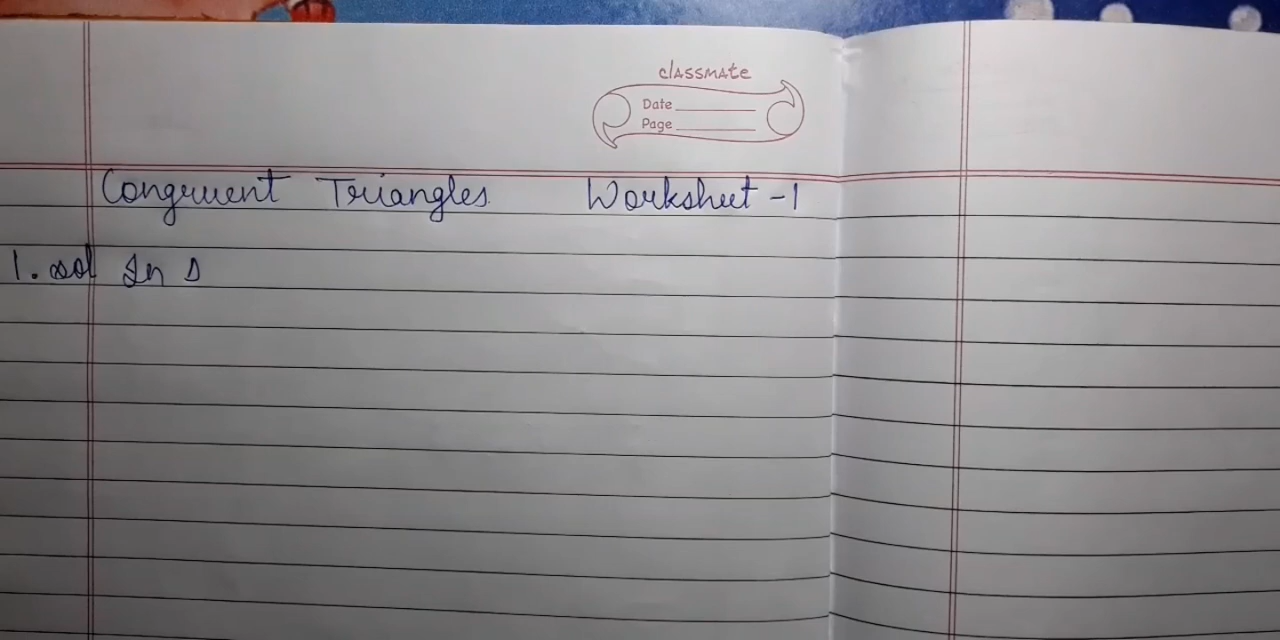 classmate
Date
Page
Congruent Triangles Worksheet -1
1. sol In Δ